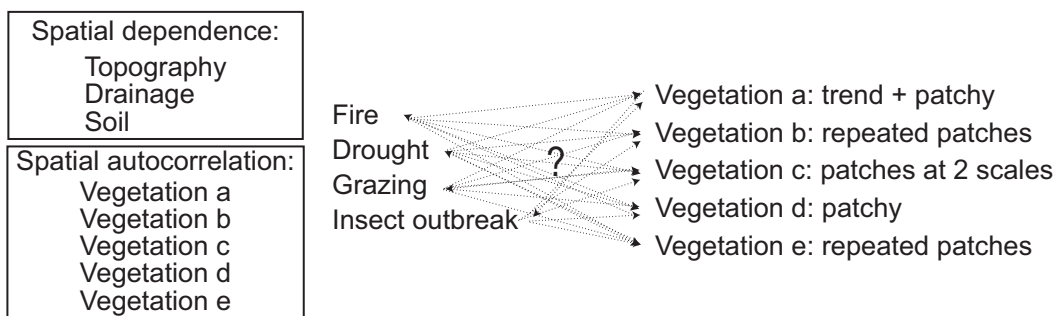 Spatial dependence:
Topography
Drainage
Soil
Spatial autocorrelation:
Vegetation a
Vegetation b
Vegetation c
Vegetation d
Vegetation e
Fire
Drought
Grazing
Insect outbreak
?
Vegetation a: trend + patchy
Vegetation b: repeated patches
Vegetation c: patches at 2 scales
Vegetation d: patchy
Vegetation e: repeated patches